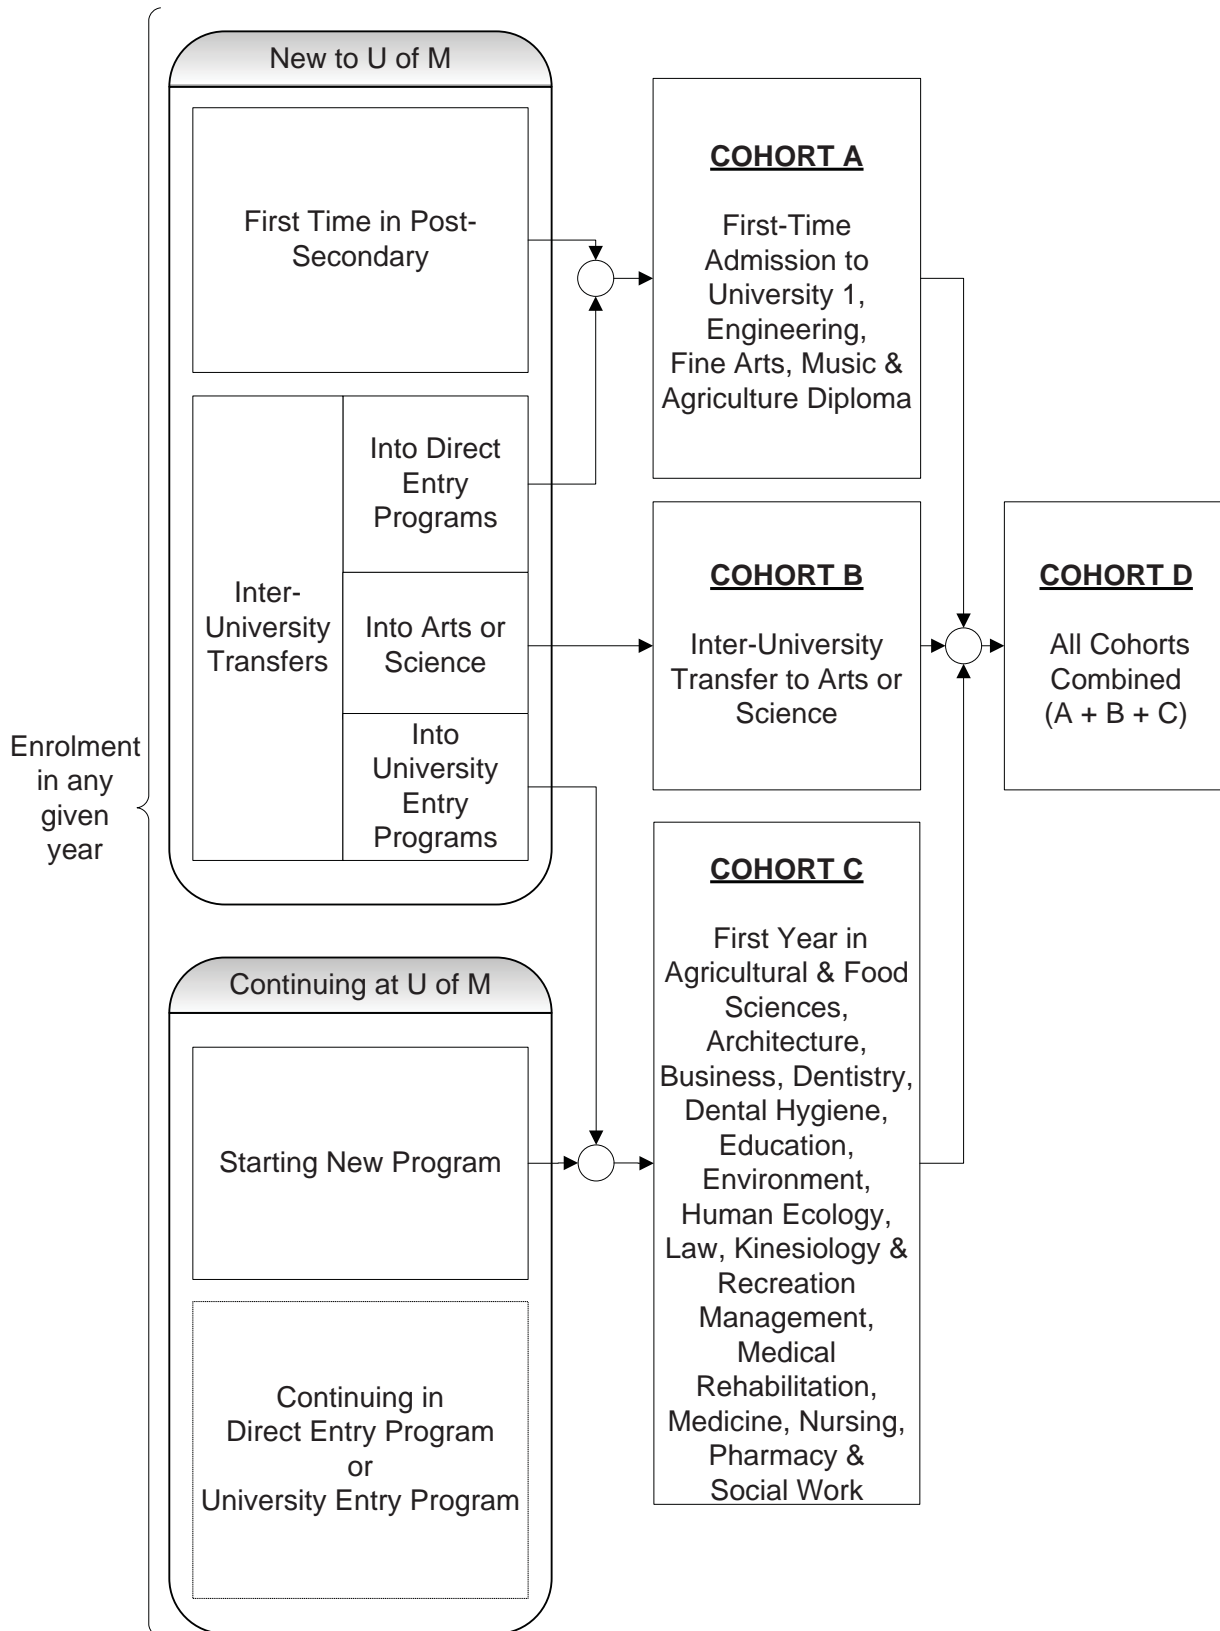 Enrolment
in any
given
year
New to U of M
First Time in Post-
Secondary
Inter-
University
Transfers
Into Direct
Entry
Programs
Into Arts or
Science
Into
University
Entry
Programs
Continuing at U of M
Starting New Program
Continuing in
Direct Entry Program
or
University Entry Program
COHORT A
First-Time
Admission to
University 1,
Engineering,
Fine Arts, Music &
Agriculture Diploma
COHORT B
Inter-University
Transfer to Arts or
Science
COHORT C
First Year in
Agricultural & Food
Sciences,
Architecture,
Business, Dentistry,
Dental Hygiene,
Education,
Environment,
Human Ecology,
Law, Kinesiology &
Recreation
Management,
Medical
Rehabilitation,
Medicine, Nursing,
Pharmacy &
Social Work
COHORT D
All Cohorts
Combined
(A + B + C)